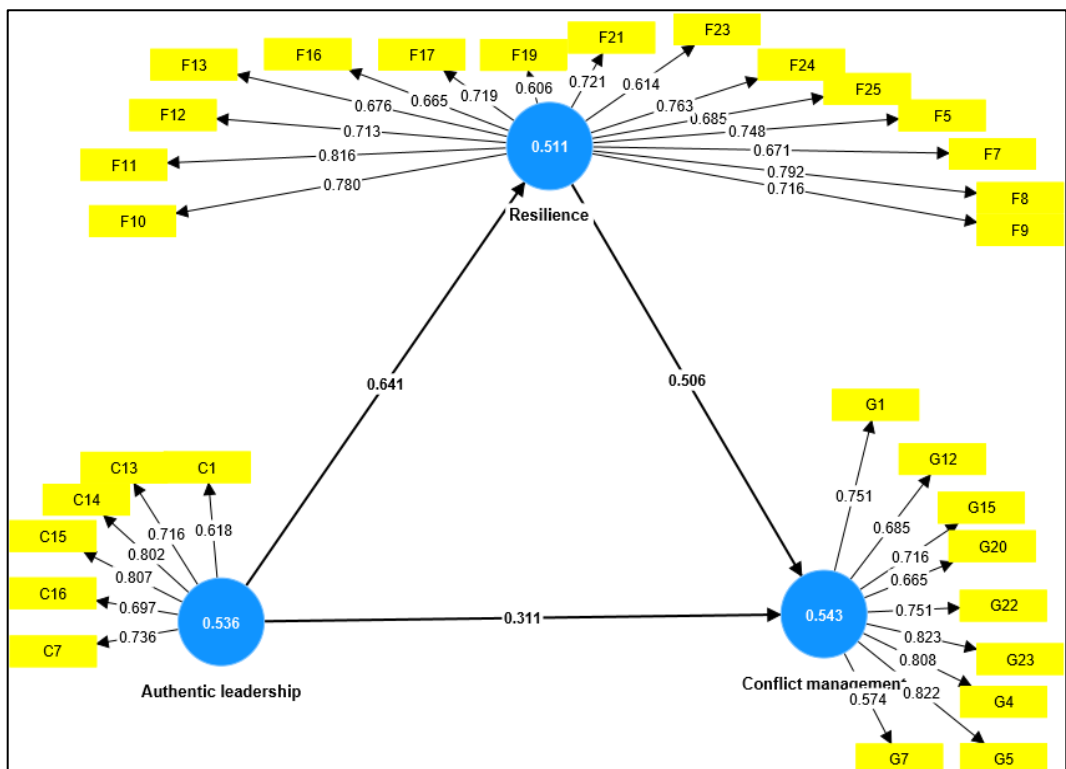 F21
F23
F19
F17
F16
F13
F24
F25
F12
F5
F11
F7
F8
F10
F9
0.676
0.665
0.719
0.606
0.721
0.614
0.763
0.685
0.713
0.748
0.816
0.671
0.780
0.792
0.716
0.511
Resilience
0.641
0.506
C13
C1
C14
C15
C16
C7
0.716
0.618
0.802
0.807
0.697
0.736
0.536
Authentic leadership
0.311
G1
G12
G15
G20
G22
G23
G4
G5
G7
0.751
0.685
0.716
0.665
0.751
0.823
0.808
0.822
0.574
0.543
Conflict management